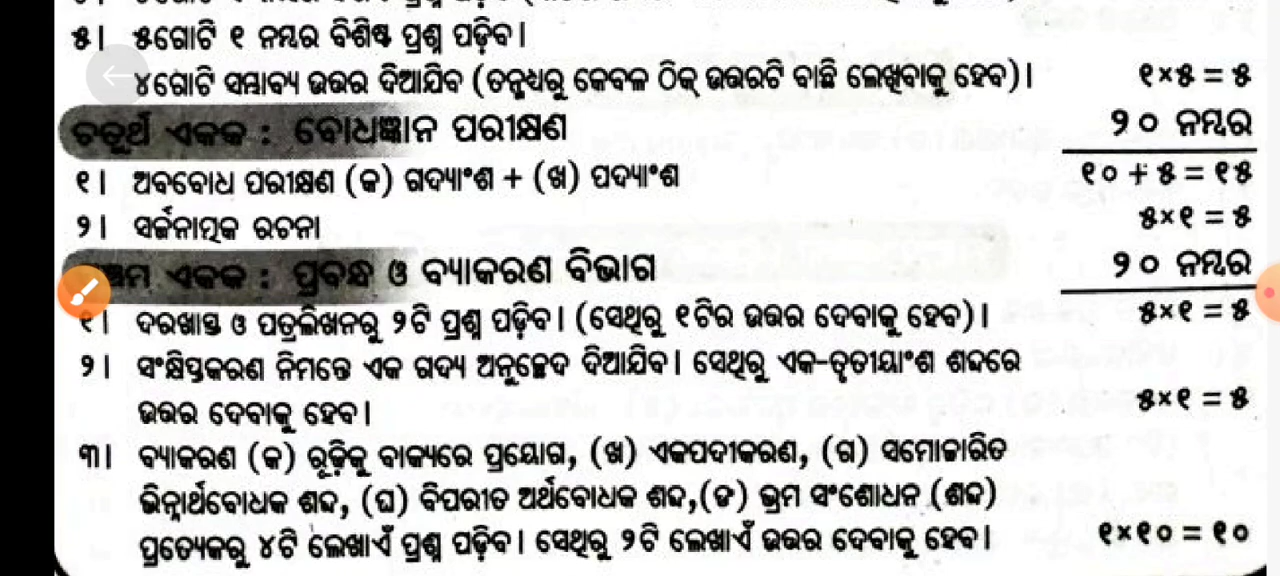 ୫। ୫ଗୋଟି ୧ ନମ୍ବର ବିଶିଷ୍ଟ ପ୍ରଶ୍ନ ପଡ଼ିବ।
୪ଗୋଟି ସମ୍ଭାବ୍ୟ ଉତ୍ତର ଦିଆଯିବ (ତନ୍ମଧ୍ୟରୁ କେବଳ ଠିକ୍ ଉତ୍ତରଟି ବାଛି ଲେଖିବାକୁ ହେବ)। ୧×୫ = ୫
ଚତୁର୍ଥ ଏକକ : ବୋଧଜ୍ଞାନ ପରୀକ୍ଷଣ ୨୦ ନମ୍ବର
୧। ଅବବୋଧ ପରୀକ୍ଷଣ (କ) ଗଦ୍ୟାଂଶ + (ଖ) ପଦ୍ୟାଂଶ ୧୦ + ୫ = ୧୫
୨। ସର୍ଜନାତ୍ମକ ରଚନା ୫×୧ = ୫
ଏକକ : ପ୍ରବନ୍ଧ ଓ ବ୍ୟାକରଣ ବିଭାଗ ୨୦ ନମ୍ବର
୧। ଦରଖାସ୍ତ ଓ ପତ୍ରଲିଖନରୁ ୨ଟି ପ୍ରଶ୍ନ ପଡ଼ିବ। (ସେଥିରୁ ୧ଟିର ଉତ୍ତର ଦେବାକୁ ହେବ)। ୫×୧ = ୫
୨। ସଂକ୍ଷିପ୍ତକରଣ ନିମନ୍ତେ ଏକ ଗଦ୍ୟ ଅନୁଚ୍ଛେଦ ଦିଆଯିବ। ସେଥିରୁ ଏକ-ତୃତୀୟାଂଶ ଶବ୍ଦରେ
ଉତ୍ତର ଦେବାକୁ ହେବ। ୫×୧ = ୫
୩। ବ୍ୟାକରଣ (କ) ରୂଢ଼ିକୁ ବାକ୍ୟରେ ପ୍ରୟୋଗ, (ଖ) ଏକପଦୀକରଣ, (ଗ) ସମୋଚ୍ଚାରିତ
ଭିନ୍ନାର୍ଥବୋଧକ ଶବ୍ଦ, (ଘ) ବିପରୀତ ଅର୍ଥବୋଧକ ଶବ୍ଦ,(ଙ) ଭ୍ରମ ସଂଶୋଧନ (ଶବ୍ଦ)
ପ୍ରତ୍ୟେକରୁ ୪ଟି ଲେଖାଏଁ ପ୍ରଶ୍ନ ପଡ଼ିବ। ସେଥିରୁ ୨ଟି ଲେଖାଏଁ ଉତ୍ତର ଦେବାକୁ ହେବ। ୧×୧୦ = ୧୦